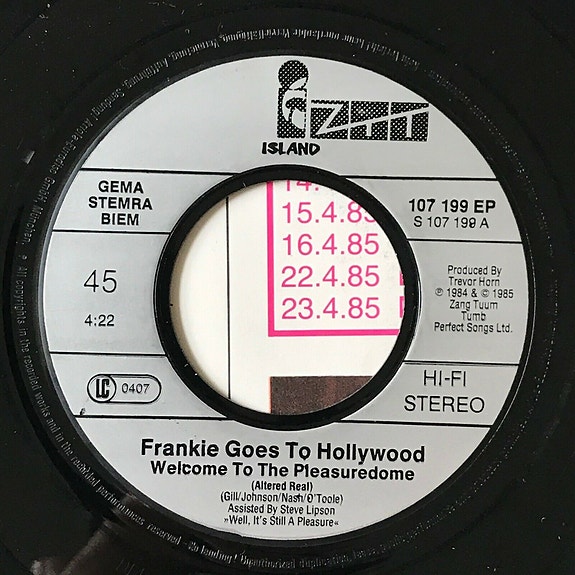 ISLAND
ZTT
GEMA
STEMRA
BIEM
107 199 EP
S 107 199 A
15.4.85
16.4.85
22.4.85
23.4.85
45
4:22
Produced By
Trevor Horn
℗ 1984 & © 1985
Zang Tuum
Tumb
Perfect Songs Ltd.
LC 0407
HI-FI
STEREO
Frankie Goes To Hollywood
Welcome To The Pleasuredome
(Altered Real)
(Gill/Johnson/Nash/O'Toole)
Assisted By Steve Lipson
»Well, It's Still A Pleasure«